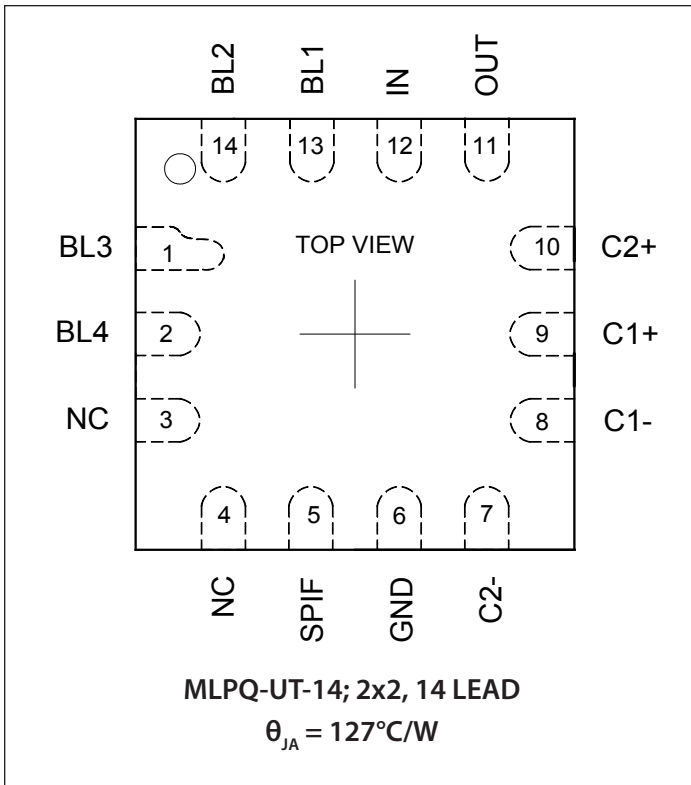 BL2 BL1 IN OUT
14 13 12 11
BL3 1 TOP VIEW 10 C2+
BL4 2 9 C1+
NC 3 8 C1-
4 5 6 7
NC SPIF GND C2-
MLPQ-UT-14; 2x2, 14 LEAD
θJA = 127°C/W